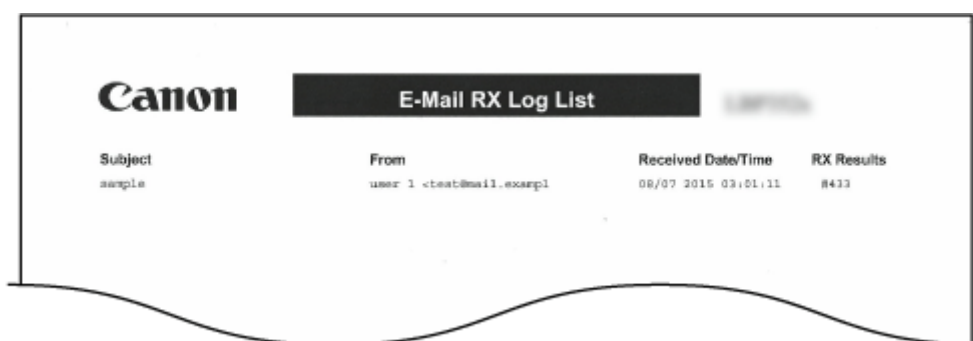 Canon
E-Mail RX Log List
Subject From Received Date/Time RX Results
sample user 1 <test@mail.exampl 08/07 2015 03:01:11 #433